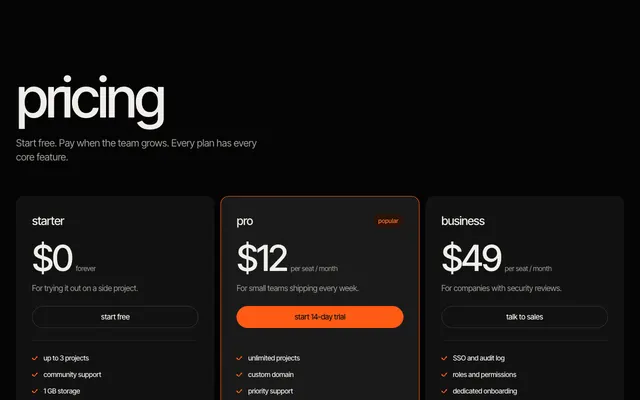 pricing
Start free. Pay when the team grows. Every plan has every
core feature.
starter
$0 forever
For trying it out on a side project.
start free
up to 3 projects
community support
1 GB storage
pro
popular
$12 per seat / month
For small teams shipping every week.
start 14-day trial
unlimited projects
custom domain
priority support
business
$49 per seat / month
For companies with security reviews.
talk to sales
SSO and audit log
roles and permissions
dedicated onboarding